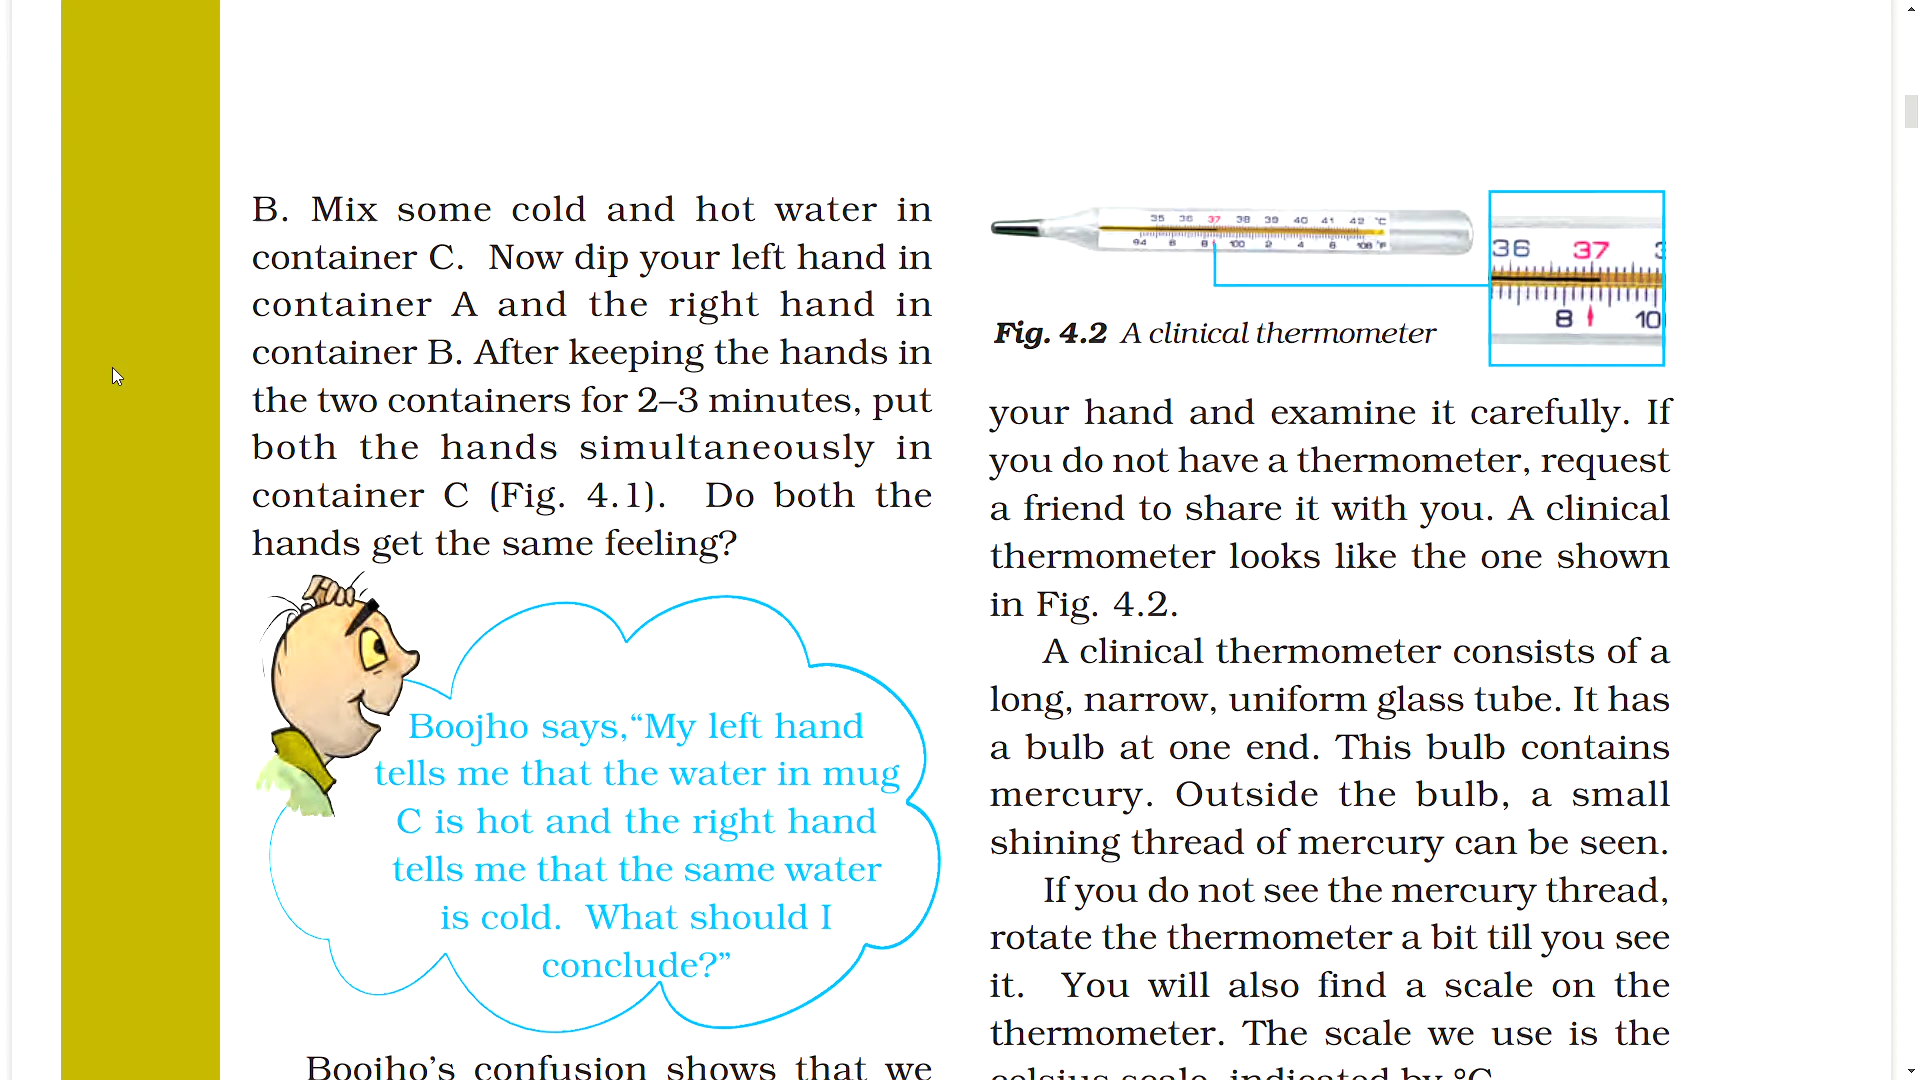 B. Mix some cold and hot water in
container C. Now dip your left hand in
container A and the right hand in
container B. After keeping the hands in
the two containers for 2–3 minutes, put
both the hands simultaneously in
container C (Fig. 4.1). Do both the
hands get the same feeling?
Boojho says,“My left hand
tells me that the water in mug
C is hot and the right hand
tells me that the same water
is cold. What should I
conclude?”
Boojho’s confusion shows that we
35 36 37 38 39 40 41 42 °C
94 6 8 100 2 4 6 108 °F
36 37 3
8 10
Fig. 4.2 A clinical thermometer
your hand and examine it carefully. If
you do not have a thermometer, request
a friend to share it with you. A clinical
thermometer looks like the one shown
in Fig. 4.2.
A clinical thermometer consists of a
long, narrow, uniform glass tube. It has
a bulb at one end. This bulb contains
mercury. Outside the bulb, a small
shining thread of mercury can be seen.
If you do not see the mercury thread,
rotate the thermometer a bit till you see
it. You will also find a scale on the
thermometer. The scale we use is the
celsius scale, indicated by °C.